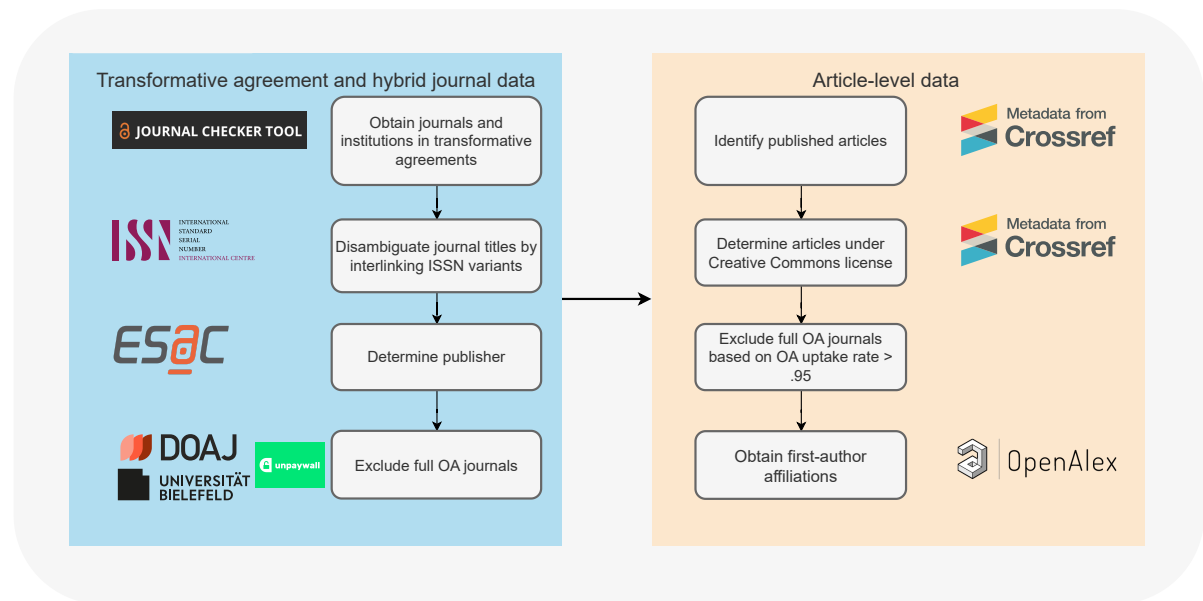 Transformative agreement and hybrid journal data
JOURNAL CHECKER TOOL
Obtain journals and
institutions in transformative
agreements
ISSN
INTERNATIONAL
STANDARD
SERIAL
NUMBER
INTERNATIONAL CENTRE
Disambiguate journal titles by
interlinking ISSN variants
ESAC
Determine publisher
DOAJ
UNIVERSITÄT
BIELEFELD
unpaywall
Exclude full OA journals
Article-level data
Identify published articles
Metadata from
Crossref
Determine articles under
Creative Commons license
Metadata from
Crossref
Exclude full OA journals
based on OA uptake rate >
.95
Obtain first-author
affiliations
OpenAlex